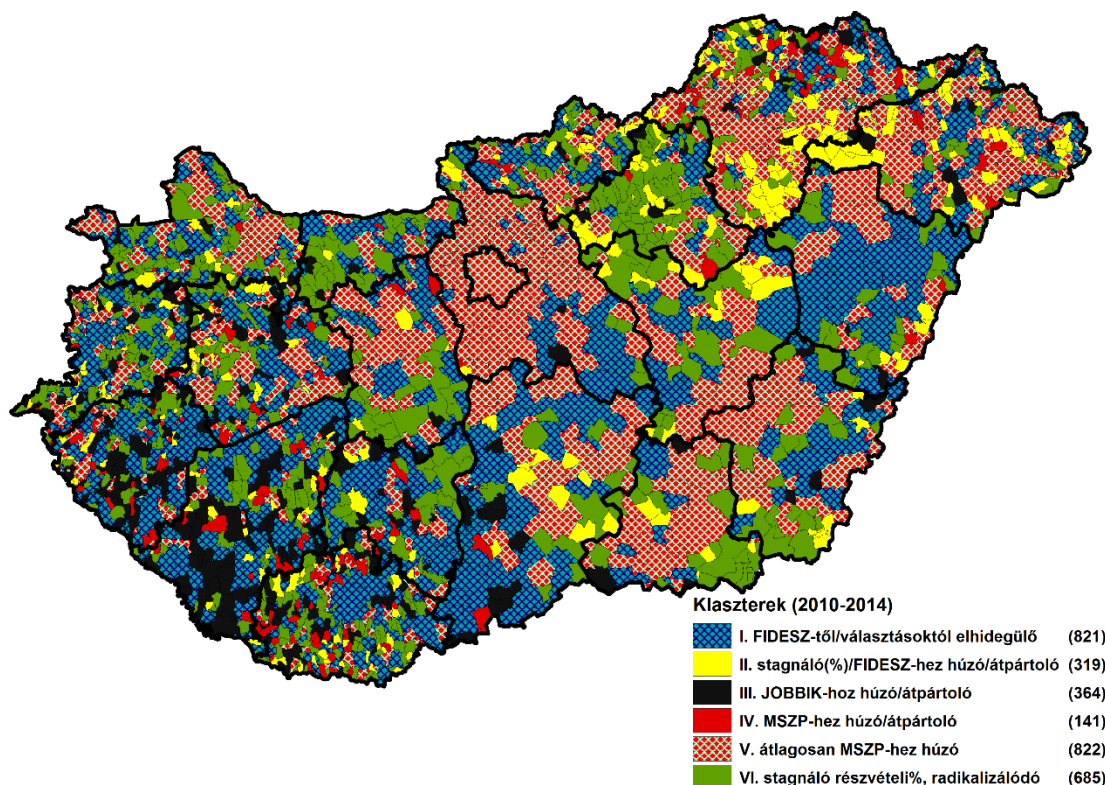 Klaszterek (2010-2014)
I. FIDESZ-től/választásoktól elhidegülő (821)
II. stagnáló(%)/FIDESZ-hez húzó/átpártoló (319)
III. JOBBIK-hoz húzó/átpártoló (364)
IV. MSZP-hez húzó/átpártoló (141)
V. átlagosan MSZP-hez húzó (822)
VI. stagnáló részvételi%, radikalizálódó (685)